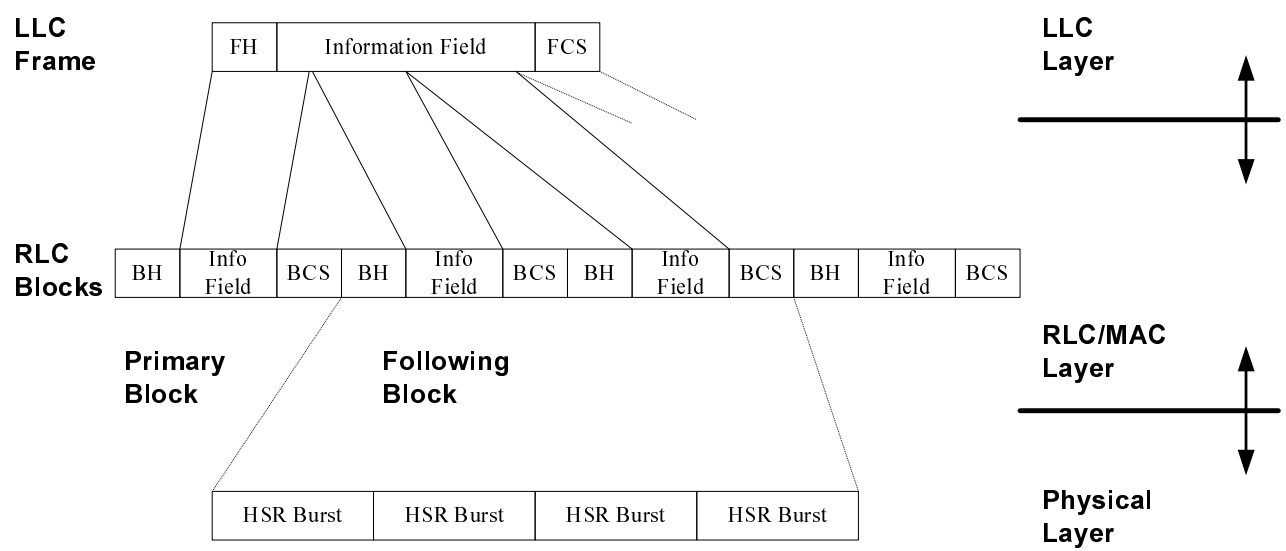 LLC
Frame
FH
Information Field
FCS
LLC
Layer
RLC
Blocks
BH
Info
Field
BCS
BH
Info
Field
BCS
BH
Info
Field
BCS
BH
Info
Field
BCS
Primary
Block
Following
Block
RLC/MAC
Layer
HSR Burst
HSR Burst
HSR Burst
HSR Burst
Physical
Layer